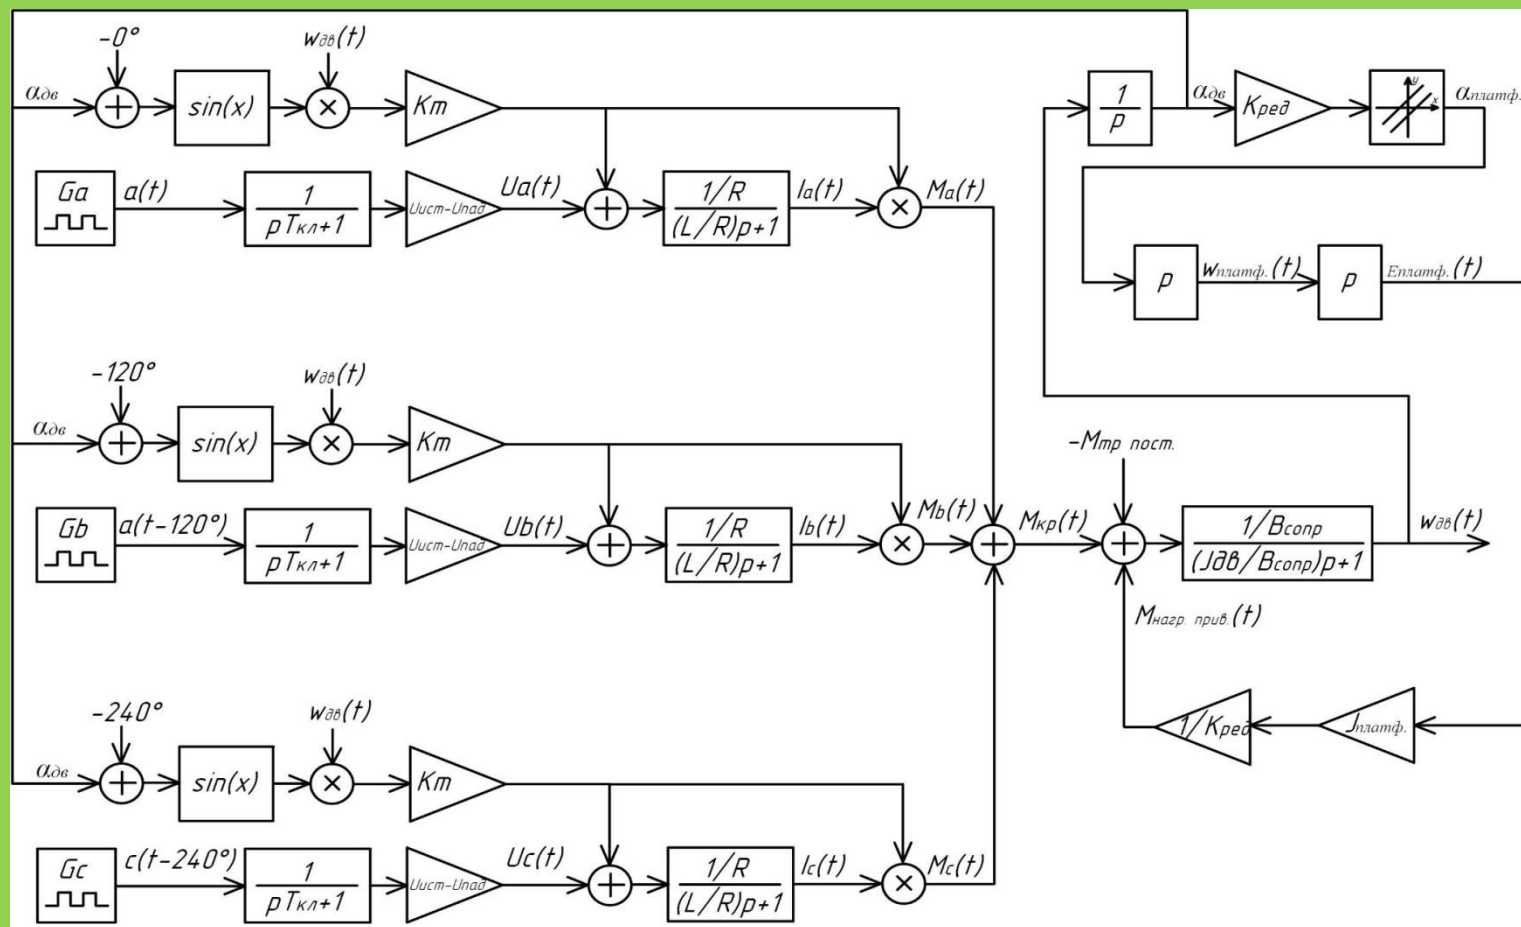 -0°
wдв(t)
αдв
sin(x)
Km
1
p
αдв
Kред
y
x
αплатф.
Ga
a(t)
1
pTкл+1
Uист-Uпад
Ua(t)
1/R
(L/R)p+1
Ia(t)
Ma(t)
p
wплатф.(t)
p
Eплатф.(t)
-120°
wдв(t)
αдв
sin(x)
Km
-Mтр пост.
Gb
a(t-120°)
1
pTкл+1
Uист-Uпад
Ub(t)
1/R
(L/R)p+1
Ib(t)
Mb(t)
Mкр(t)
1/Bсопр
(Jдв/Bсопр)p+1
wдв(t)
Mнагр. прив.(t)
-240°
wдв(t)
αдв
sin(x)
Km
1/Kред
Jплатф.
Gc
c(t-240°)
1
pTкл+1
Uист-Uпад
Uc(t)
1/R
(L/R)p+1
Ic(t)
Mc(t)